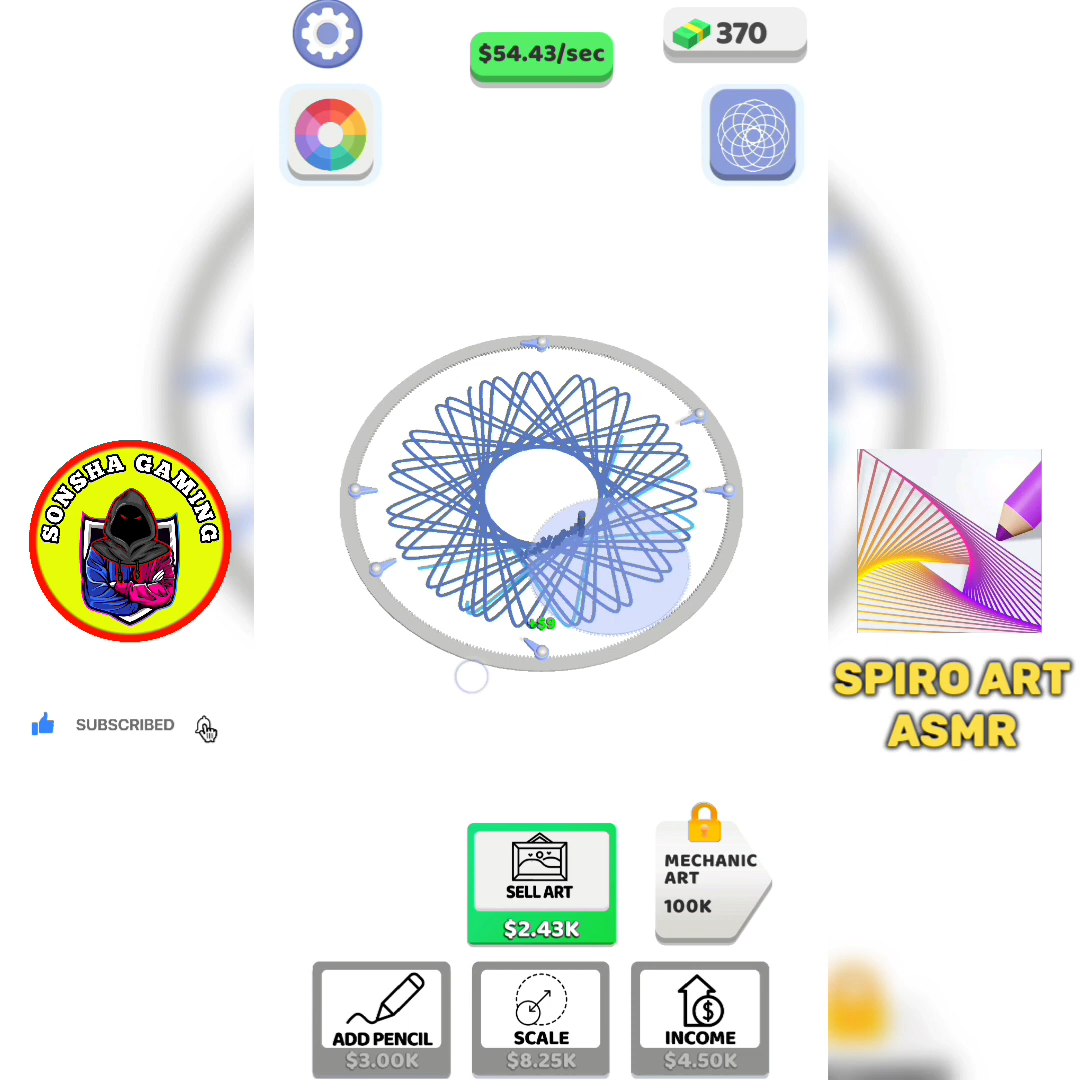 $54.43/sec
370
SONSHA GAMING
SUBSCRIBED
SPIRO ART
ASMR
SELL ART
$2.43K
MECHANIC
ART
100K
ADD PENCIL
$3.00K
SCALE
$8.25K
INCOME
$4.50K